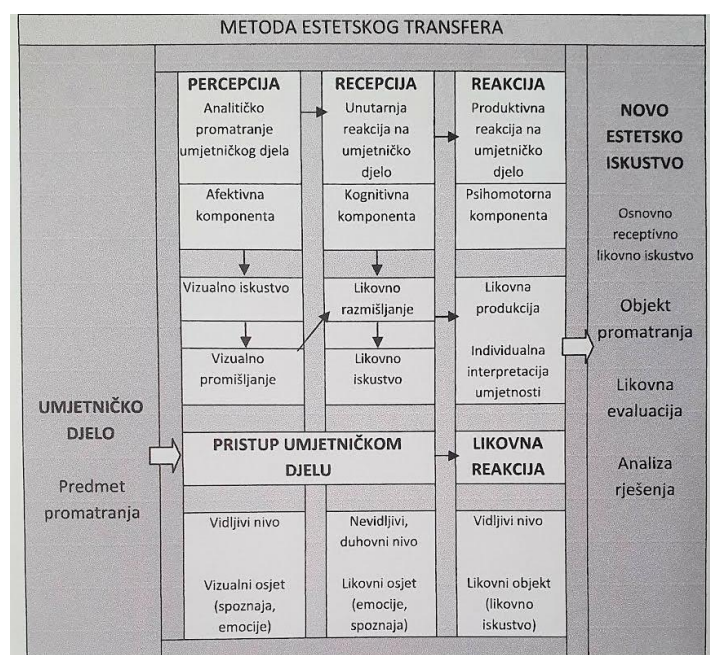 METODA ESTETSKOG TRANSFERA
UMJETNIČKO
DJELO
Predmet
promatranja
PERCEPCIJA
Analitičko
promatranje
umjetničkog djela
RECEPCIJA
Unutarnja
reakcija na
umjetničko
djelo
REAKCIJA
Produktivna
reakcija na
umjetničko
djelo
Afektivna
komponenta
Kognitivna
komponenta
Psihomotorna
komponenta
Vizualno iskustvo
Likovno
razmišljanje
Likovna
produkcija
Individualna
interpretacija
umjetnosti
Vizualno
promišljanje
Likovno
iskustvo
PRISTUP UMJETNIČKOM
DJELU
LIKOVNA
REAKCIJA
Vidljivi nivo
Vizualni osjet
(spoznaja,
emocije)
Nevidljivi,
duhovni nivo
Likovni osjet
(emocije,
spoznaja)
Vidljivi nivo
Likovni objekt
(likovno
iskustvo)
NOVO
ESTETSKO
ISKUSTVO
Osnovno
receptivno
likovno iskustvo
Objekt
promatranja
Likovna
evaluacija
Analiza
rješenja